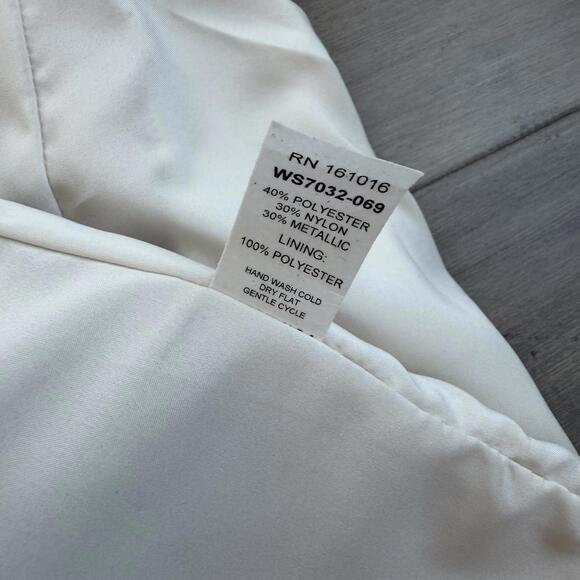 RN 161016
WS7032-069
40% POLYESTER
30% NYLON
30% METALLIC
LINING:
100% POLYESTER
HAND WASH COLD
DRY FLAT
GENTLE CYCLE